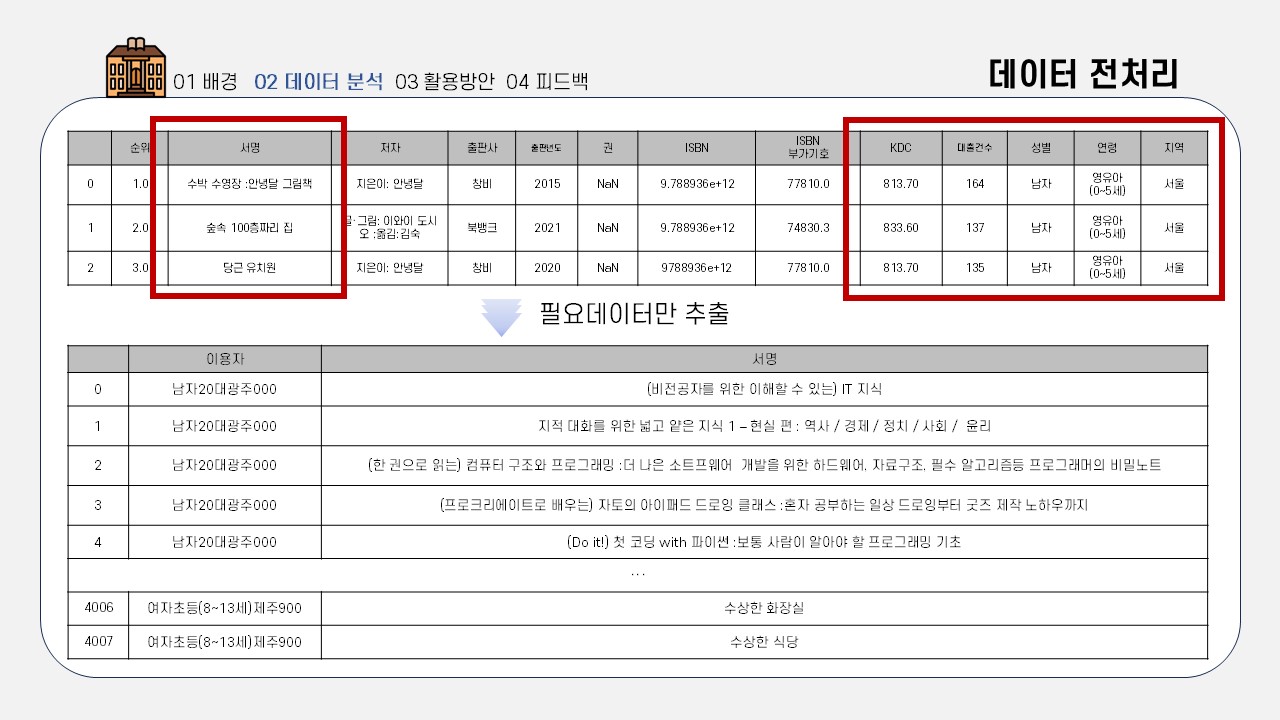 01 배경 02 데이터 분석 03 활용방안 04 피드백
데이터 전처리
순위 서명 저자 출판사 출판년도 권 ISBN ISBN 부가기호 KDC 대출건수 성별 연령 지역
0 1.0 수박 수영장 :안녕달 그림책 지은이: 안녕달 창비 2015 NaN 9.788936e+12 77810.0 813.70 164 남자 영유아 (0~5세) 서울
1 2.0 숲속 100층짜리 집 글·그림: 이와이 도시오 ;옮김:김숙 북뱅크 2021 NaN 9.788936e+12 74830.3 833.60 137 남자 영유아 (0~5세) 서울
2 3.0 당근 유치원 지은이: 안녕달 창비 2020 NaN 9788936e+12 77810.0 813.70 135 남자 영유아 (0~5세) 서울
필요데이터만 추출
이용자 서명
0 남자20대광주000 (비전공자를 위한 이해할 수 있는) IT 지식
1 남자20대광주000 지적 대화를 위한 넓고 얕은 지식 1 – 현실 편 : 역사 / 경제 / 정치 / 사회 / 윤리
2 남자20대광주000 (한 권으로 읽는) 컴퓨터 구조와 프로그래밍 :더 나은 소트프웨어 개발을 위한 하드웨어, 자료구조, 필수 알고리즘등 프로그래머의 비밀노트
3 남자20대광주000 (프로크리에이트로 배우는) 자토의 아이패드 드로잉 클래스 :혼자 공부하는 일상 드로잉부터 굿즈 제작 노하우까지
4 남자20대광주000 (Do it!) 첫 코딩 with 파이썬 :보통 사람이 알아야 할 프로그래밍 기초
...
4006 여자초등(8~13세)제주900 수상한 화장실
4007 여자초등(8~13세)제주900 수상한 식당